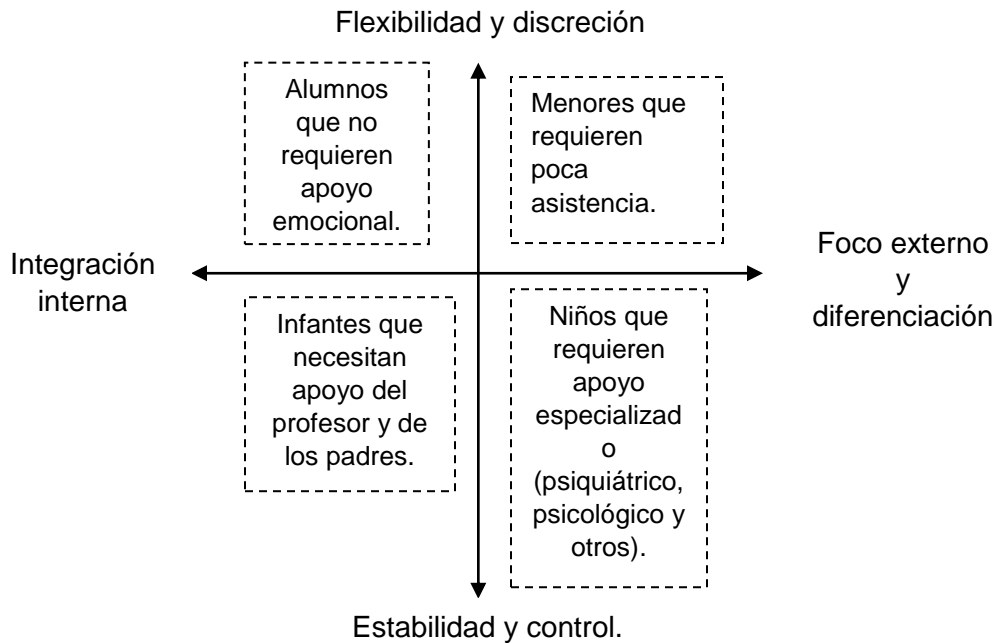 Flexibilidad y discreción
Alumnos
que no
requieren
apoyo
emocional.
Menores que
requieren
poca
asistencia.
Integración
interna
Foco externo
y
diferenciación
Infantes que
necesitan
apoyo del
profesor y de
los padres.
Niños que
requieren
apoyo
especializad
o
(psiquiátrico,
psicológico y
otros).
Estabilidad y control.